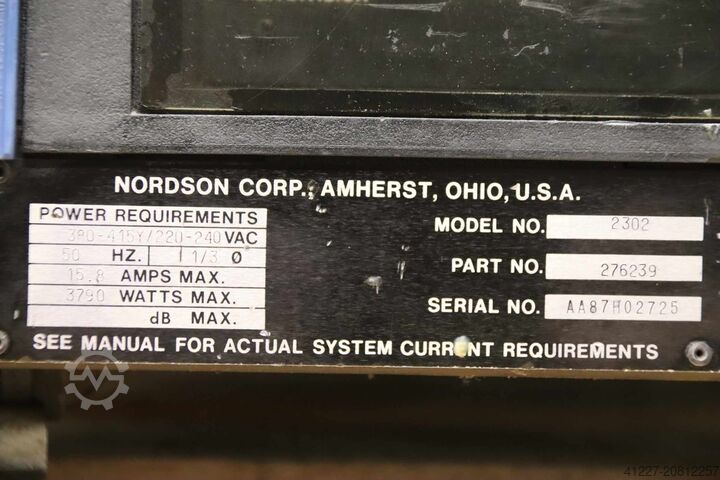 NORDSON CORP., AMHERST, OHIO, U.S.A.
POWER REQUIREMENTS
380-415Y/220-240 VAC
50 HZ. 1/3 Ø
15.8 AMPS MAX.
3790 WATTS MAX.
dB MAX.
MODEL NO. 2302
PART NO. 276239
SERIAL NO. AA87H02725
SEE MANUAL FOR ACTUAL SYSTEM CURRENT REQUIREMENTS
41227-20812257